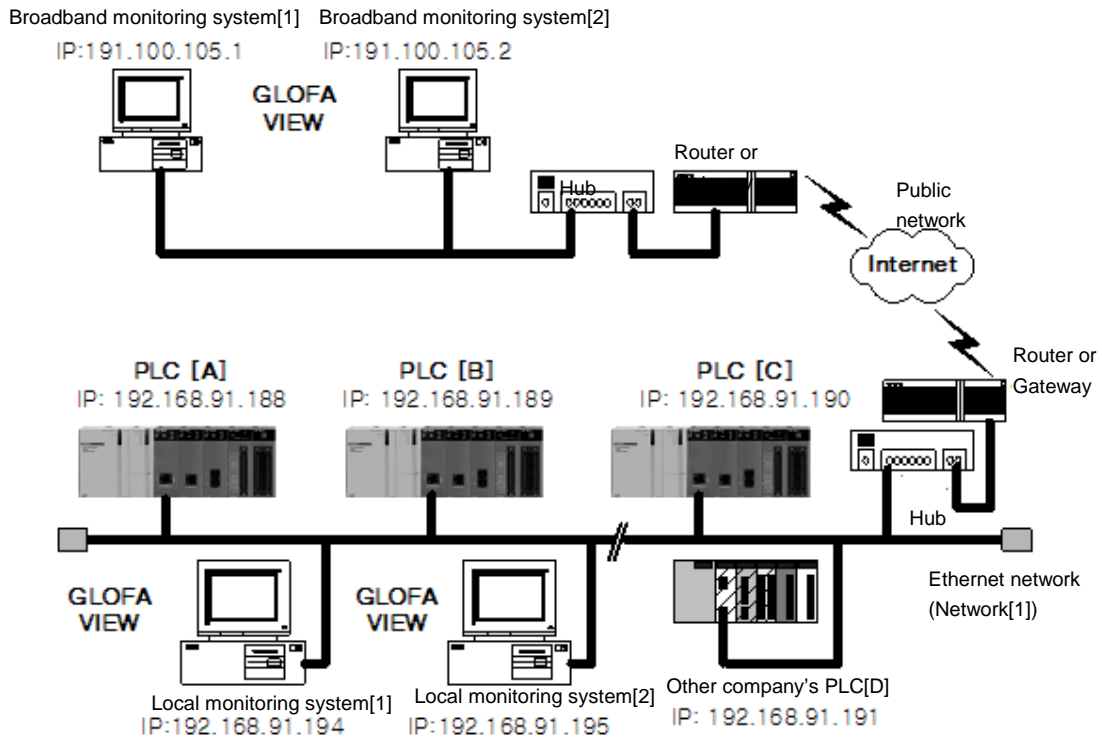 Broadband monitoring system[1] Broadband monitoring system[2]
IP:191.100.105.1 IP:191.100.105.2
GLOFA
VIEW
Hub
Router or
Public
network
Internet
Router or
Gateway
PLC [A]
IP: 192.168.91.188
PLC [B]
IP: 192.168.91.189
PLC [C]
IP: 192.168.91.190
Hub
Ethernet network
(Network[1])
GLOFA
VIEW
GLOFA
VIEW
Local monitoring system[1]
IP:192.168.91.194
Local monitoring system[2]
IP:192.168.91.195
Other company's PLC[D]
IP: 192.168.91.191